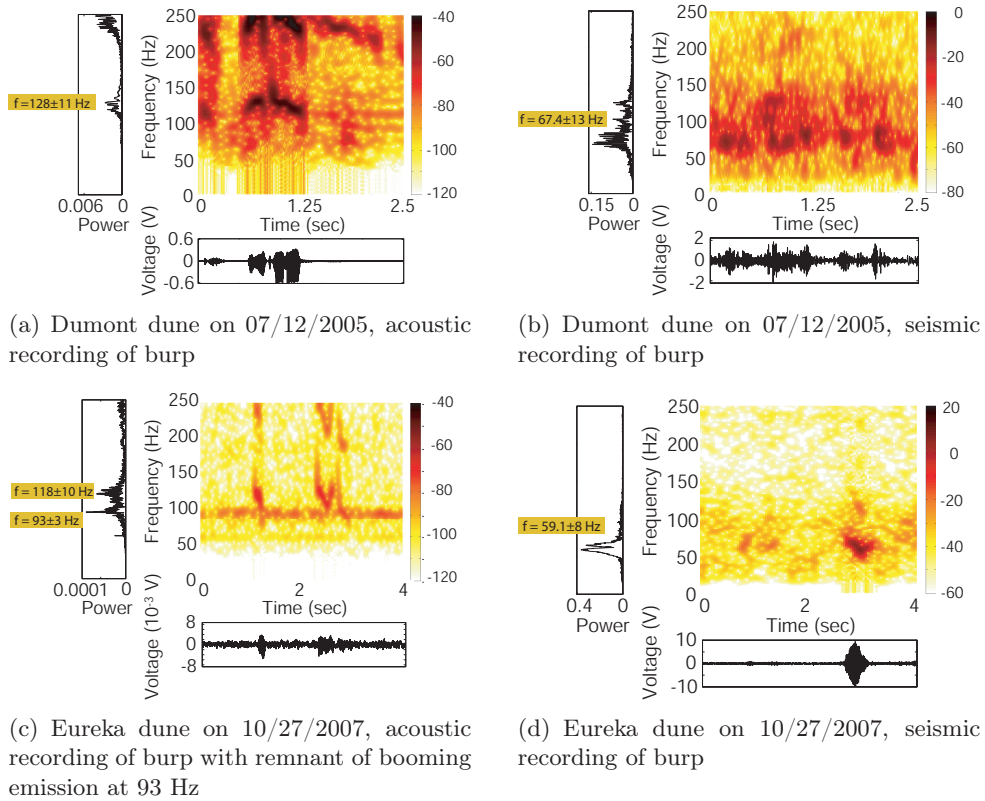 250
200
150
100
50
0
Frequency (Hz)
f = 128±11 Hz
0.006 0
Power
0 1.25 2.5
Time (sec)
-40
-60
-80
-100
-120
Voltage (V)
0.6
0
-0.6
(a) Dumont dune on 07/12/2005, acoustic
recording of burp
250
200
150
100
50
0
Frequency (Hz)
f = 67.4±13 Hz
0.15 0
Power
0 1.25 2.5
Time (sec)
0
-20
-40
-60
-80
Voltage (V)
2
0
-2
(b) Dumont dune on 07/12/2005, seismic
recording of burp
250
200
150
100
50
0
Frequency (Hz)
f = 118±10 Hz
f = 93±3 Hz
0.0001 0
Power
0 2 4
Time (sec)
-40
-60
-80
-100
-120
Voltage (10⁻³ V)
8
0
-8
(c) Eureka dune on 10/27/2007, acoustic
recording of burp with remnant of booming
emission at 93 Hz
250
200
150
100
50
0
Frequency (Hz)
f = 59.1±8 Hz
0.4 0
Power
0 2 4
Time (sec)
20
0
-20
-40
-60
Voltage (V)
10
0
-10
(d) Eureka dune on 10/27/2007, seismic
recording of burp